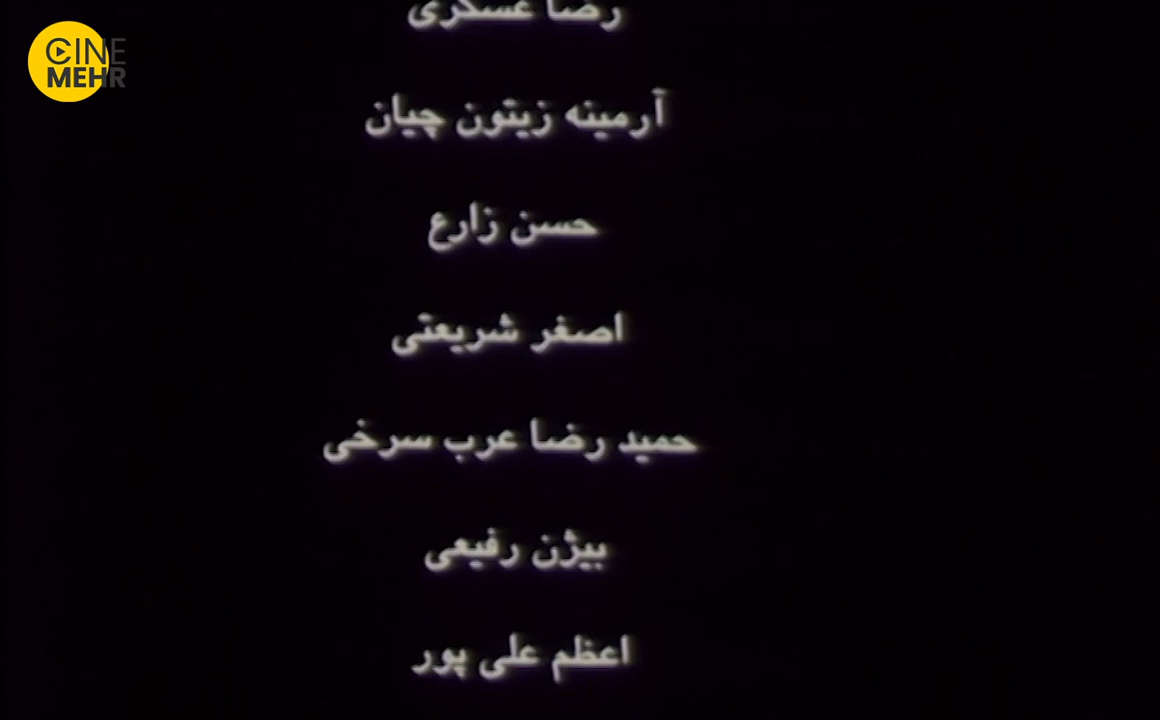 CINE
MEHR
رضا عسکری
آرمینه زیتون چیان
حسن زارع
اصغر شریعتی
حمید رضا عرب سرخی
بیژن رفیعی
اعظم علی پور